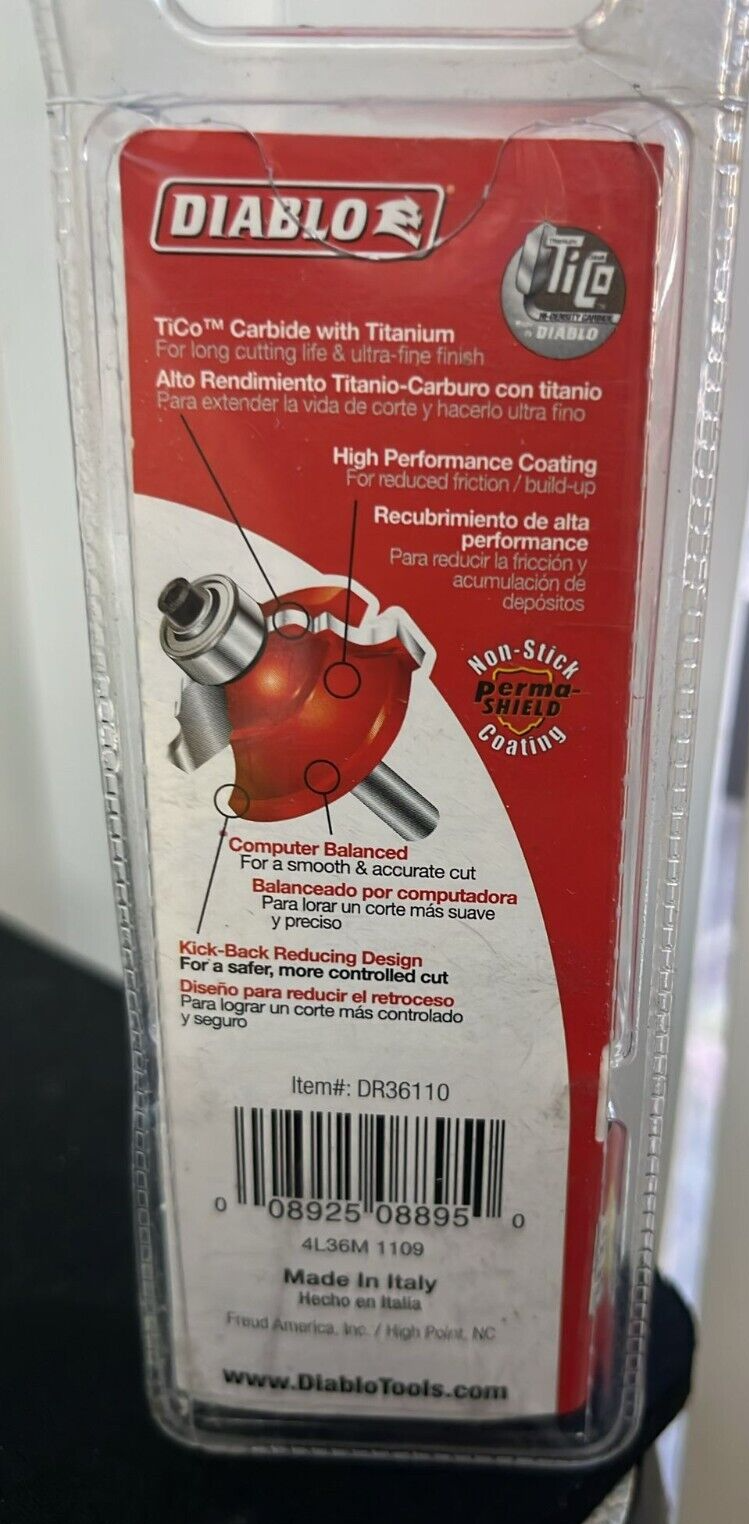 DIABLO
TiCo
HI-DENSITY CARBIDE
DIABLO
TiCo™ Carbide with Titanium
For long cutting life & ultra-fine finish
Alto Rendimiento Titanio-Carburo con titanio
Para extender la vida de corte y hacerlo ultra fino
High Performance Coating
For reduced friction / build-up
Recubrimiento de alta
performance
Para reducir la fricción y
acumulación de
depósitos
Non-Stick
Perma-
SHIELD
Coating
Computer Balanced
For a smooth & accurate cut
Balanceado por computadora
Para lorar un corte más suave
y preciso
Kick-Back Reducing Design
For a safer, more controlled cut
Diseño para reducir el retroceso
Para lograr un corte más controlado
y seguro
Item#: DR36110
0 08925 08895 0
4L36M 1109
Made In Italy
Hecho en Italia
Freud America, Inc. / High Point, NC
www.DiabloTools.com